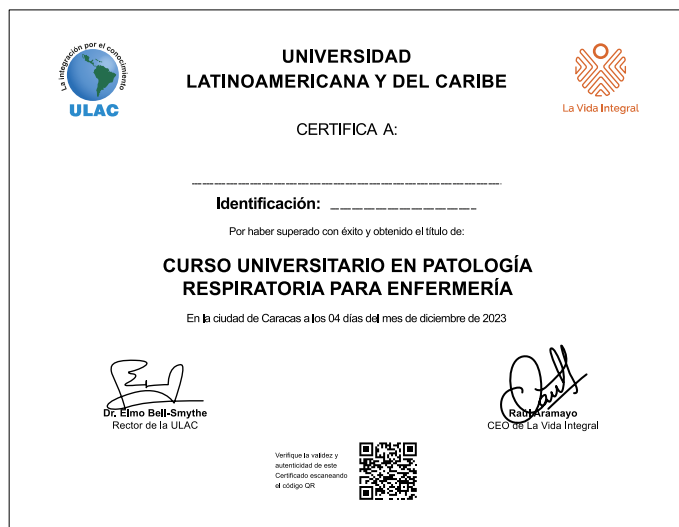 La integración por el conocimiento
ULAC
UNIVERSIDAD
LATINOAMERICANA Y DEL CARIBE
La Vida Integral
CERTIFICA A:
Identificación:
Por haber superado con éxito y obtenido el título de:
CURSO UNIVERSITARIO EN PATOLOGÍA
RESPIRATORIA PARA ENFERMERÍA
En la ciudad de Caracas a los 04 días del mes de diciembre de 2023
Dr. Elmo Bell-Smythe
Rector de la ULAC
Raúl Aramayo
CEO de La Vida Integral
Verifique la validez y
autenticidad de este
Certificado escaneando
el código QR